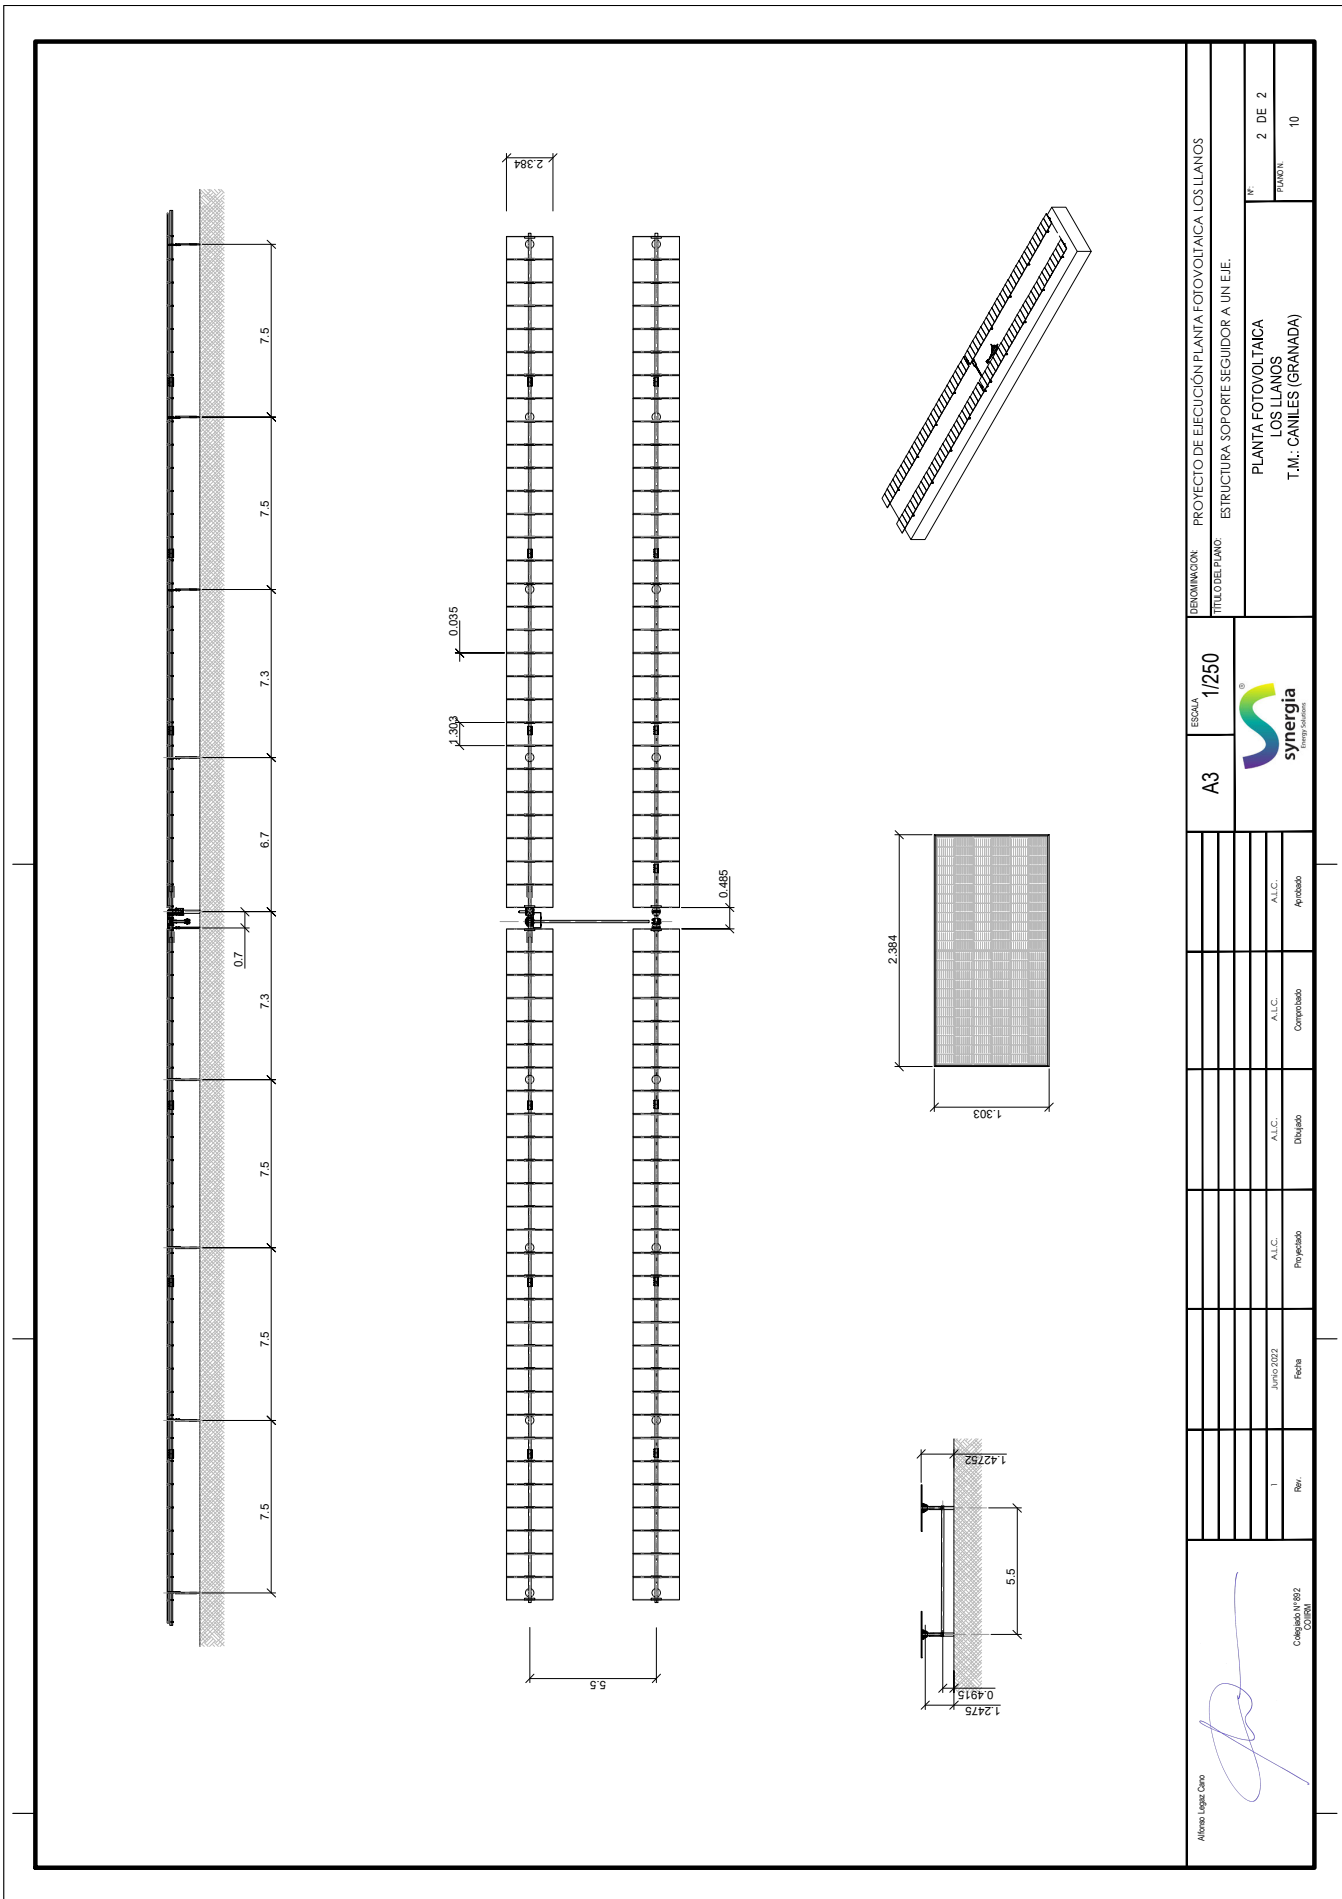 7.5
7.5
7.5
7.3
0.7
6.7
7.3
7.5
7.5
5.5
1.303
0.035
2.384
0.485
1.2475
0.4915
5.5
1.42752
1.303
2.384
Alfonso Legaz Cano
Colegiado Nº 892
COIIRM
1
Junio 2022
A.L.C.
A.L.C.
A.L.C.
A.L.C.
Rev.
Fecha
Proyectado
Dibujado
Comprobado
Aprobado
A3
ESCALA
1/250
synergia
®
Energy Solutions
DENOMINACION:
PROYECTO DE EJECUCIÓN PLANTA FOTOVOLTAICA LOS LLANOS
TÍTULO DEL PLANO:
ESTRUCTURA SOPORTE SEGUIDOR A UN EJE.
PLANTA FOTOVOLTAICA
LOS LLANOS
T.M.: CANILES (GRANADA)
Nº:
2 DE 2
PLANO N.
10